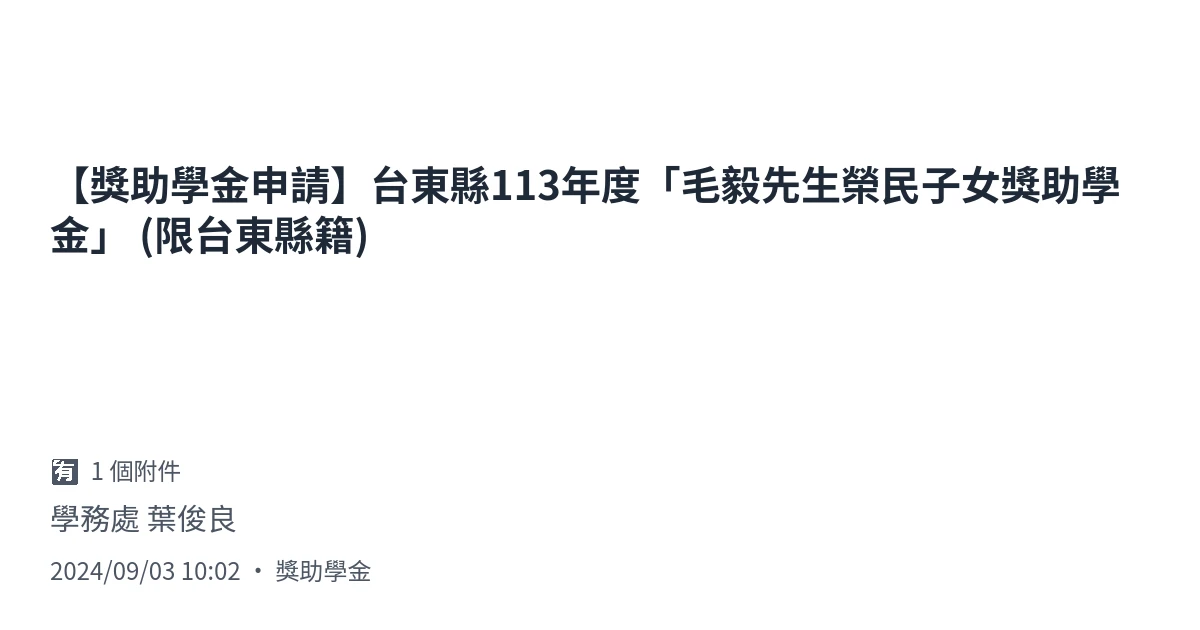 【獎助學金申請】台東縣113年度「毛毅先生榮民子女獎助學
金」 (限台東縣籍)
有 1 個附件
學務處 葉俊良
2024/09/03 10:02 • 獎助學金